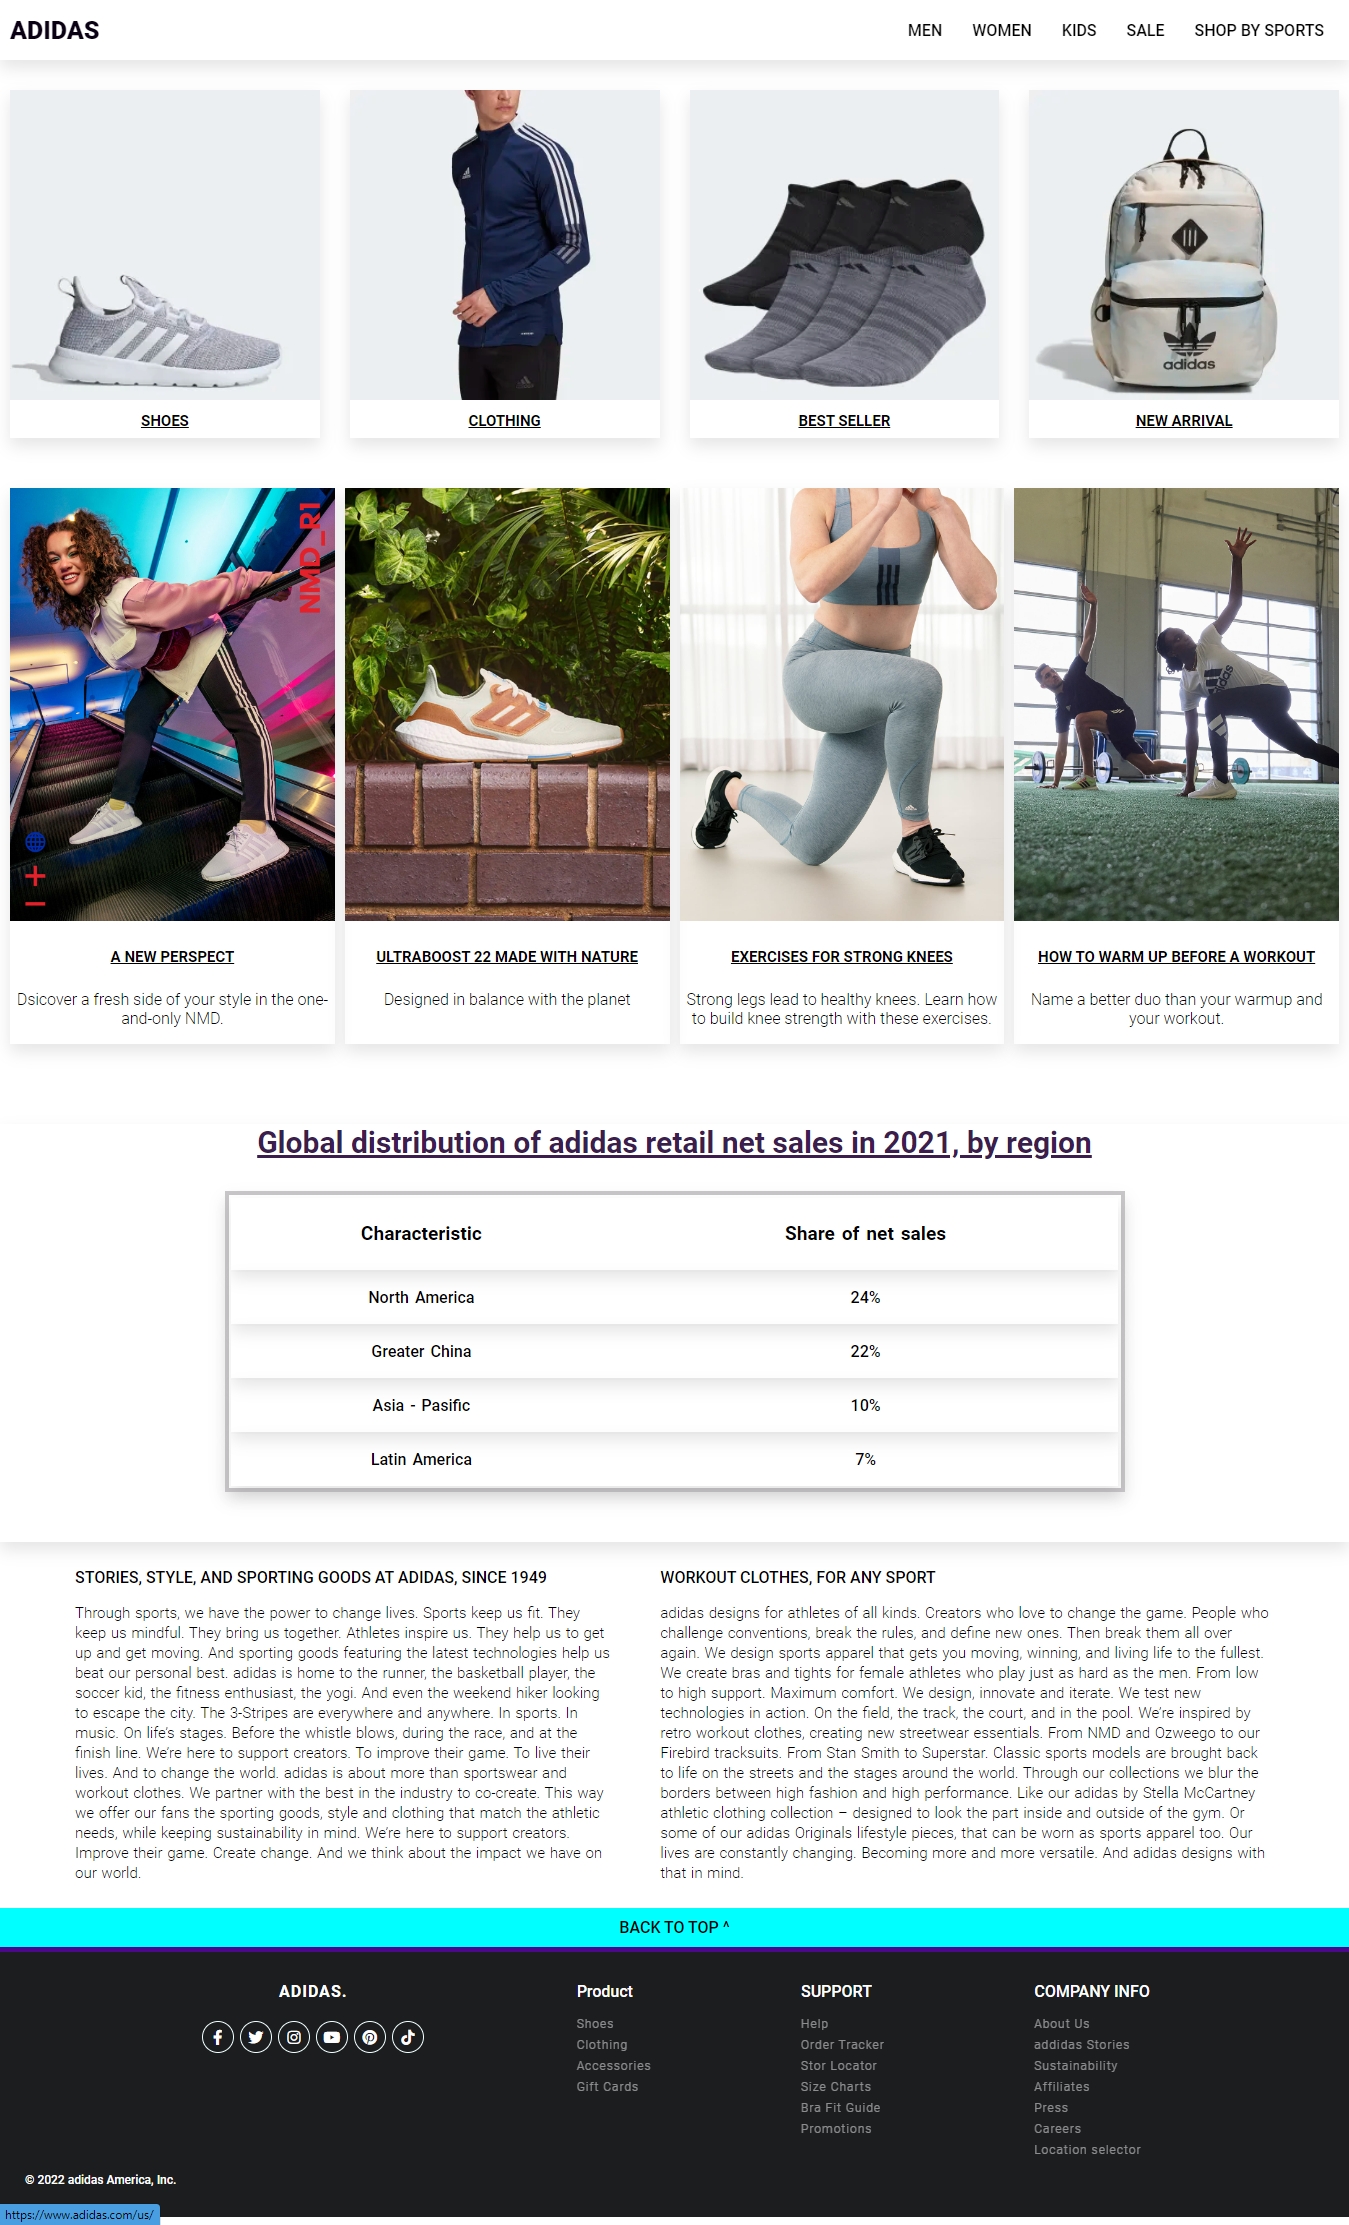 ADIDAS
MEN WOMEN KIDS SALE SHOP BY SPORTS
adidas
SHOES
CLOTHING
BEST SELLER
NEW ARRIVAL
NMD_R1
adidas
A NEW PERSPECT
Dsicover a fresh side of your style in the one-
and-only NMD.
ULTRABOOST 22 MADE WITH NATURE
Designed in balance with the planet
EXERCISES FOR STRONG KNEES
Strong legs lead to healthy knees. Learn how
to build knee strength with these exercises.
HOW TO WARM UP BEFORE A WORKOUT
Name a better duo than your warmup and
your workout.
Global distribution of adidas retail net sales in 2021, by region
Characteristic Share of net sales
North America 24%
Greater China 22%
Asia - Pasific 10%
Latin America 7%
STORIES, STYLE, AND SPORTING GOODS AT ADIDAS, SINCE 1949
Through sports, we have the power to change lives. Sports keep us fit. They
keep us mindful. They bring us together. Athletes inspire us. They help us to get
up and get moving. And sporting goods featuring the latest technologies help us
beat our personal best. adidas is home to the runner, the basketball player, the
soccer kid, the fitness enthusiast, the yogi. And even the weekend hiker looking
to escape the city. The 3-Stripes are everywhere and anywhere. In sports. In
music. On life's stages. Before the whistle blows, during the race, and at the
finish line. We're here to support creators. To improve their game. To live their
lives. And to change the world. adidas is about more than sportswear and
workout clothes. We partner with the best in the industry to co-create. This way
we offer our fans the sporting goods, style and clothing that match the athletic
needs, while keeping sustainability in mind. We're here to support creators.
Improve their game. Create change. And we think about the impact we have on
our world.
WORKOUT CLOTHES, FOR ANY SPORT
adidas designs for athletes of all kinds. Creators who love to change the game. People who
challenge conventions, break the rules, and define new ones. Then break them all over
again. We design sports apparel that gets you moving, winning, and living life to the fullest.
We create bras and tights for female athletes who play just as hard as the men. From low
to high support. Maximum comfort. We design, innovate and iterate. We test new
technologies in action. On the field, the track, the court, and in the pool. We're inspired by
retro workout clothes, creating new streetwear essentials. From NMD and Ozweego to our
Firebird tracksuits. From Stan Smith to Superstar. Classic sports models are brought back
to life on the streets and the stages around the world. Through our collections we blur the
borders between high fashion and high performance. Like our adidas by Stella McCartney
athletic clothing collection – designed to look the part inside and outside of the gym. Or
some of our adidas Originals lifestyle pieces, that can be worn as sports apparel too. Our
lives are constantly changing. Becoming more and more versatile. And adidas designs with
that in mind.
BACK TO TOP ^
ADIDAS.
Product
Shoes
Clothing
Accessories
Gift Cards
SUPPORT
Help
Order Tracker
Stor Locator
Size Charts
Bra Fit Guide
Promotions
COMPANY INFO
About Us
addidas Stories
Sustainability
Affiliates
Press
Careers
Location selector
© 2022 adidas America, Inc.
https://www.adidas.com/us/